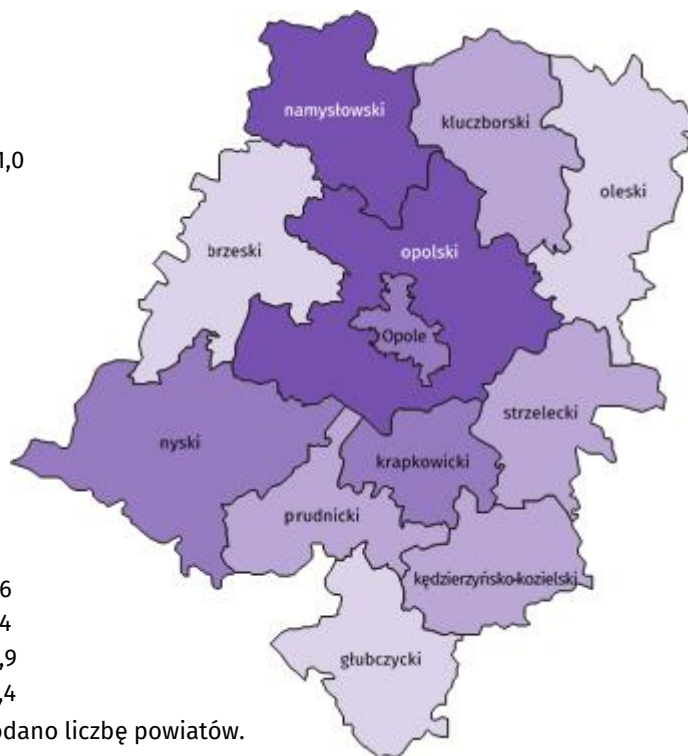 namysłowski
kluczborski
1,0
oleski
brzeski
opolski
Opole
strzelecki
nyski
krapkowicki
prudnicki
kędzierzyńsko-kozielski
6
4
głubczycki
,9
,4
odano liczbę powiatów.